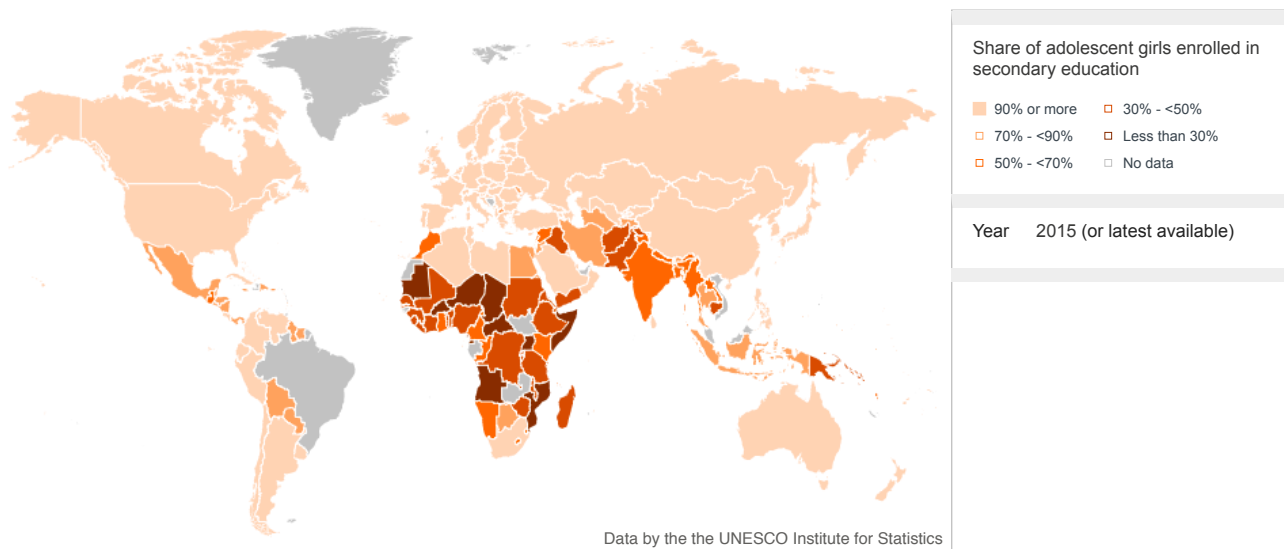 Share of adolescent girls enrolled in
secondary education
90% or more
30% - <50%
70% - <90%
Less than 30%
50% - <70%
No data
Year 2015 (or latest available)
Data by the the UNESCO Institute for Statistics